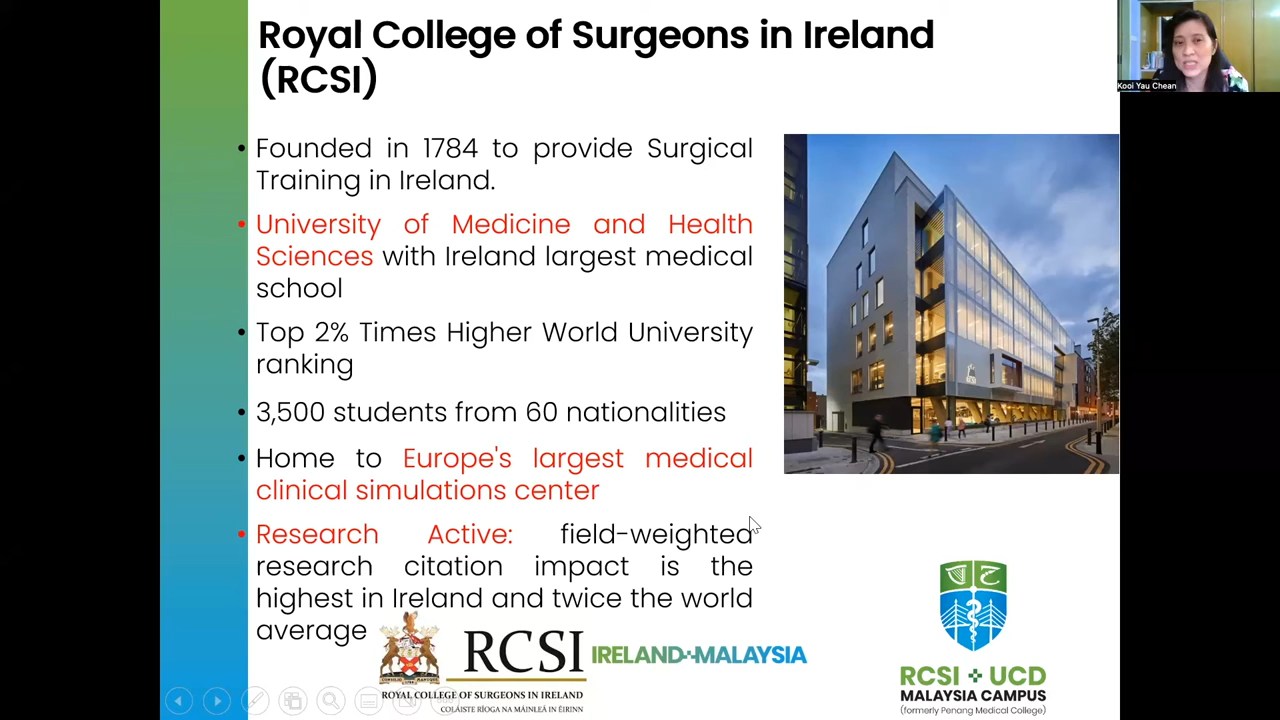 Royal College of Surgeons in Ireland
(RCSI)
Kooi Yau Chean
• Founded in 1784 to provide Surgical
Training in Ireland.
• University of Medicine and Health
Sciences with Ireland largest medical
school
• Top 2% Times Higher World University
ranking
• 3,500 students from 60 nationalities
• Home to Europe's largest medical
clinical simulations center
• Research Active: field-weighted
research citation impact is the
highest in Ireland and twice the world
average
RCSI
ROYAL COLLEGE OF SURGEONS IN IRELAND
COLÁISTE RÍOGA NA MÁINLEÁ IN ÉIRINN
IRELAND MALAYSIA
RCSI UCD
MALAYSIA CAMPUS
(formerly Penang Medical College)